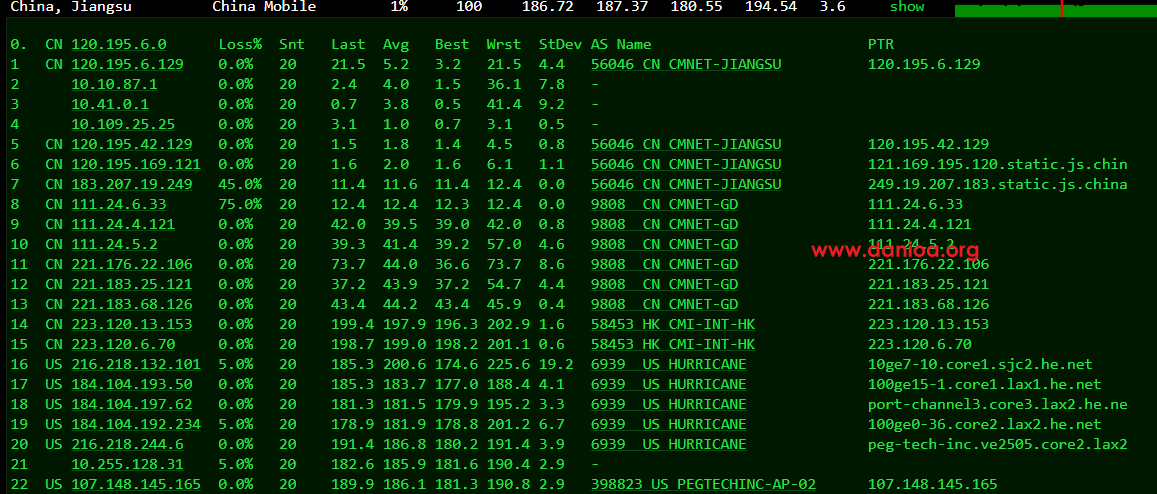 China, Jiangsu China Mobile 1% 100 186.72 187.37 180.55 194.54 3.6 show
0. CN 120.195.6.0 Loss% Snt Last Avg Best Wrst StDev AS Name PTR
1 CN 120.195.6.129 0.0% 20 21.5 5.2 3.2 21.5 4.4 56046 CN CMNET-JIANGSU 120.195.6.129
2 10.10.87.1 0.0% 20 2.4 4.0 1.5 36.1 7.8 -
3 10.41.0.1 0.0% 20 0.7 3.8 0.5 41.4 9.2 -
4 10.109.25.25 0.0% 20 3.1 1.0 0.7 3.1 0.5 -
5 CN 120.195.42.129 0.0% 20 1.5 1.8 1.4 4.5 0.8 56046 CN CMNET-JIANGSU 120.195.42.129
6 CN 120.195.169.121 0.0% 20 1.6 2.0 1.6 6.1 1.1 56046 CN CMNET-JIANGSU 121.169.195.120.static.js.chin
7 CN 183.207.19.249 45.0% 20 11.4 11.6 11.4 12.4 0.0 56046 CN CMNET-JIANGSU 249.19.207.183.static.js.china
8 CN 111.24.6.33 75.0% 20 12.4 12.4 12.3 12.4 0.0 9808 CN CMNET-GD 111.24.6.33
9 CN 111.24.4.121 0.0% 20 42.0 39.5 39.0 42.0 0.8 9808 CN CMNET-GD 111.24.4.121
10 CN 111.24.5.2 0.0% 20 39.3 41.4 39.2 57.0 4.6 9808 CN CMNET-GD 111.24.5.2
www.daniao.org
11 CN 221.176.22.106 0.0% 20 73.7 44.0 36.6 73.7 8.6 9808 CN CMNET-GD 221.176.22.106
12 CN 221.183.25.121 0.0% 20 37.2 43.9 37.2 54.7 4.4 9808 CN CMNET-GD 221.183.25.121
13 CN 221.183.68.126 0.0% 20 43.4 44.2 43.4 45.9 0.4 9808 CN CMNET-GD 221.183.68.126
14 CN 223.120.13.153 0.0% 20 199.4 197.9 196.3 202.9 1.6 58453 HK CMI-INT-HK 223.120.13.153
15 CN 223.120.6.70 0.0% 20 198.7 199.0 198.2 201.1 0.6 58453 HK CMI-INT-HK 223.120.6.70
16 US 216.218.132.101 5.0% 20 185.3 200.6 174.6 225.6 19.2 6939 US HURRICANE 10ge7-10.core1.sjc2.he.net
17 US 184.104.193.50 0.0% 20 185.3 183.7 177.0 188.4 4.1 6939 US HURRICANE 100ge15-1.core1.lax1.he.net
18 US 184.104.197.62 0.0% 20 181.3 181.5 179.9 195.2 3.3 6939 US HURRICANE port-channel3.core3.lax2.he.ne
19 US 184.104.192.234 5.0% 20 178.9 181.9 178.8 201.2 6.7 6939 US HURRICANE 100ge0-36.core2.lax2.he.net
20 US 216.218.244.6 0.0% 20 191.4 186.8 180.2 191.4 3.9 6939 US HURRICANE peg-tech-inc.ve2505.core2.lax2
21 10.255.128.31 5.0% 20 182.6 185.9 181.6 190.4 2.9 -
22 US 107.148.145.165 0.0% 20 189.9 186.1 181.3 190.8 2.9 398823 US PEGTECHINC-AP-02 107.148.145.165